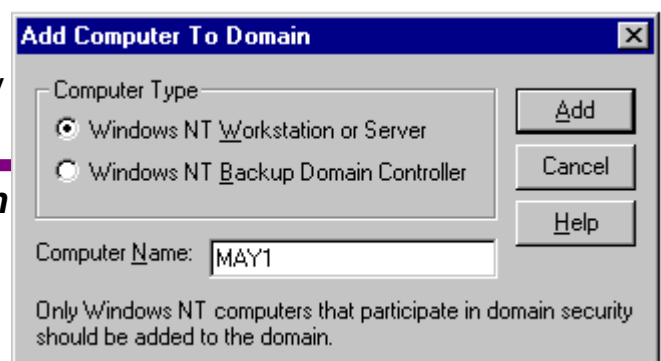 Add Computer To Domain
Computer Type
Windows NT Workstation or Server
Windows NT Backup Domain Controller
Add
Cancel
Help
Computer Name: MAY1
Only Windows NT computers that participate in domain security
should be added to the domain.